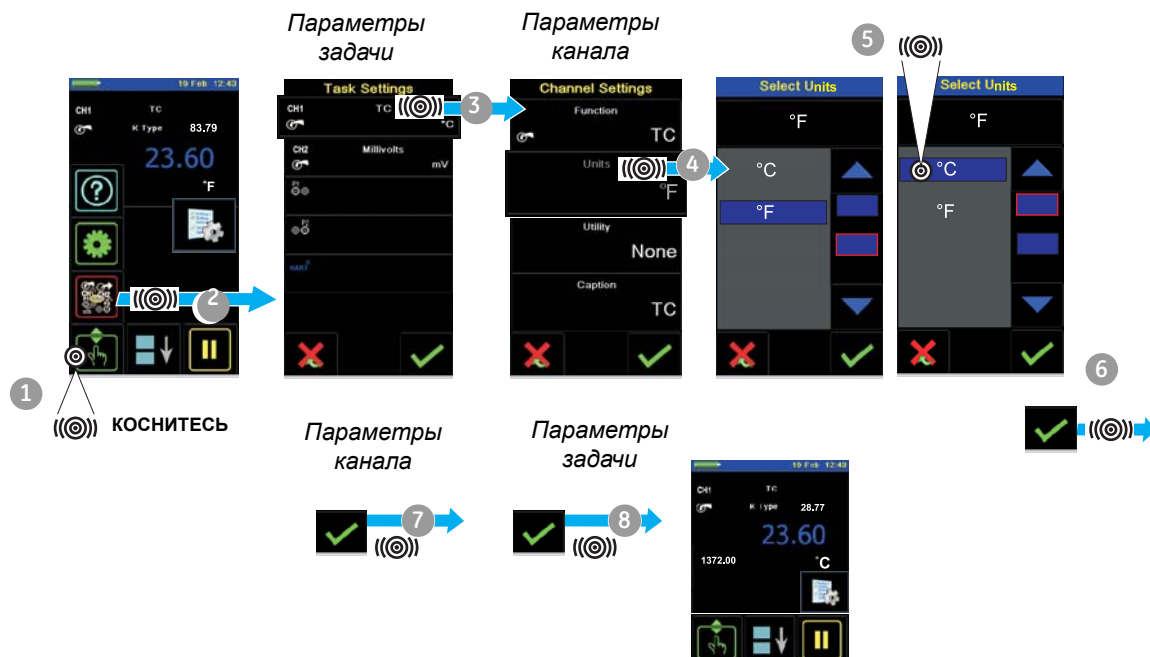 Параметры
задачи
Параметры
канала
5
19 Feb 12:43
CH1 TC
K Type 83.79
23.60
°F
?
2
1
КОСНИТЕСЬ
Task Settings
CH1 TC
°C
CH2 Millivolts
mV
P1
P2
HART
3
Channel Settings
Function
TC
Units
°F
Utility
None
Caption
TC
4
Select Units
°F
°C
°F
Select Units
°F
°C
°F
6
Параметры
канала
7
Параметры
задачи
8
19 Feb 12:43
CH1 TC
K Type 28.77
23.60
1372.00 °C